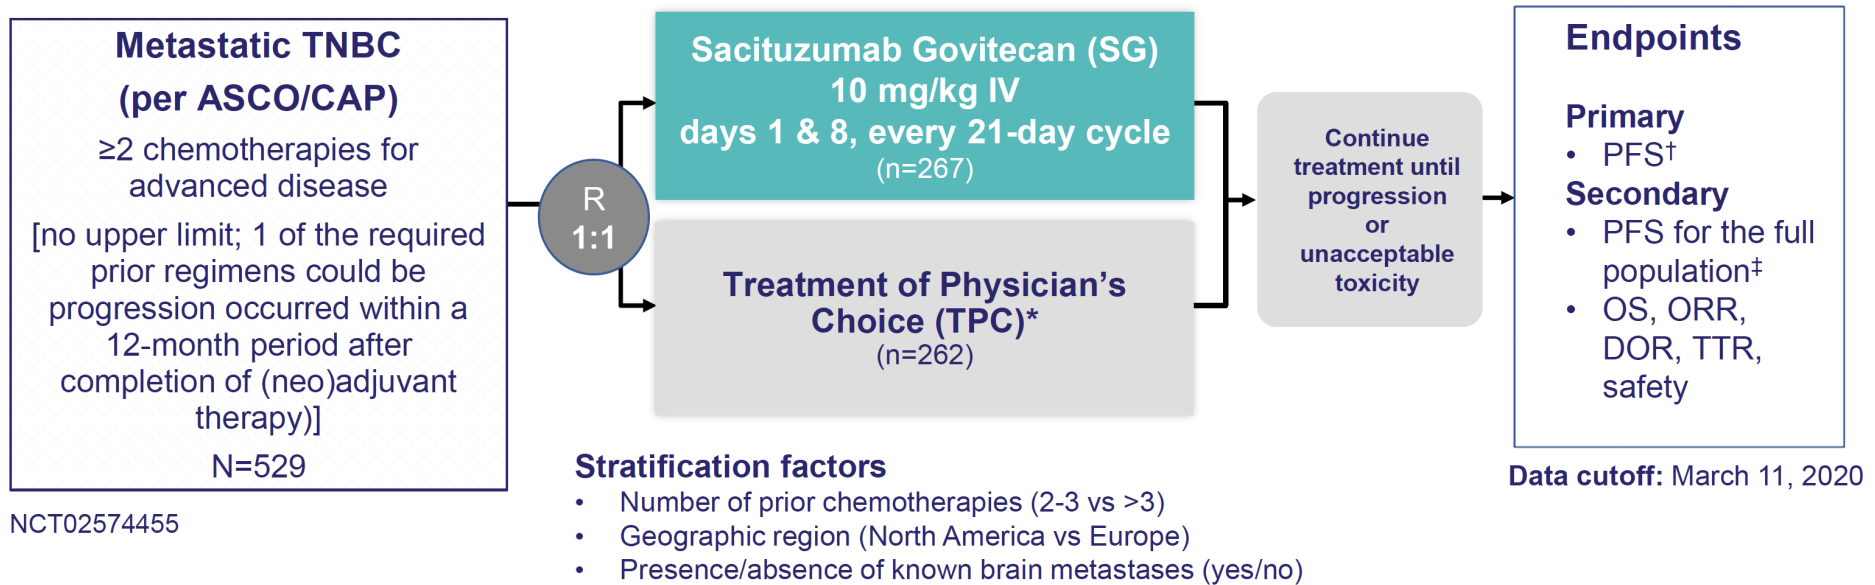 Metastatic TNBC
(per ASCO/CAP)
≥2 chemotherapies for
advanced disease
[no upper limit; 1 of the required
prior regimens could be
progression occurred within a
12-month period after
completion of (neo)adjuvant
therapy)]
N=529
NCT02574455
R
1:1
Sacituzumab Govitecan (SG)
10 mg/kg IV
days 1 & 8, every 21-day cycle
(n=267)
Treatment of Physician's
Choice (TPC)*
(n=262)
Continue
treatment until
progression
or
unacceptable
toxicity
Endpoints
Primary
• PFS†
Secondary
• PFS for the full
population‡
• OS, ORR,
DOR, TTR,
safety
Data cutoff: March 11, 2020
Stratification factors
• Number of prior chemotherapies (2-3 vs >3)
• Geographic region (North America vs Europe)
• Presence/absence of known brain metastases (yes/no)